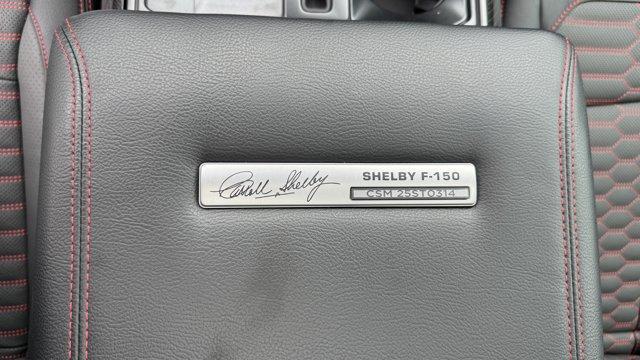 Carroll Shelby
SHELBY F-150
CSM 25ST0314